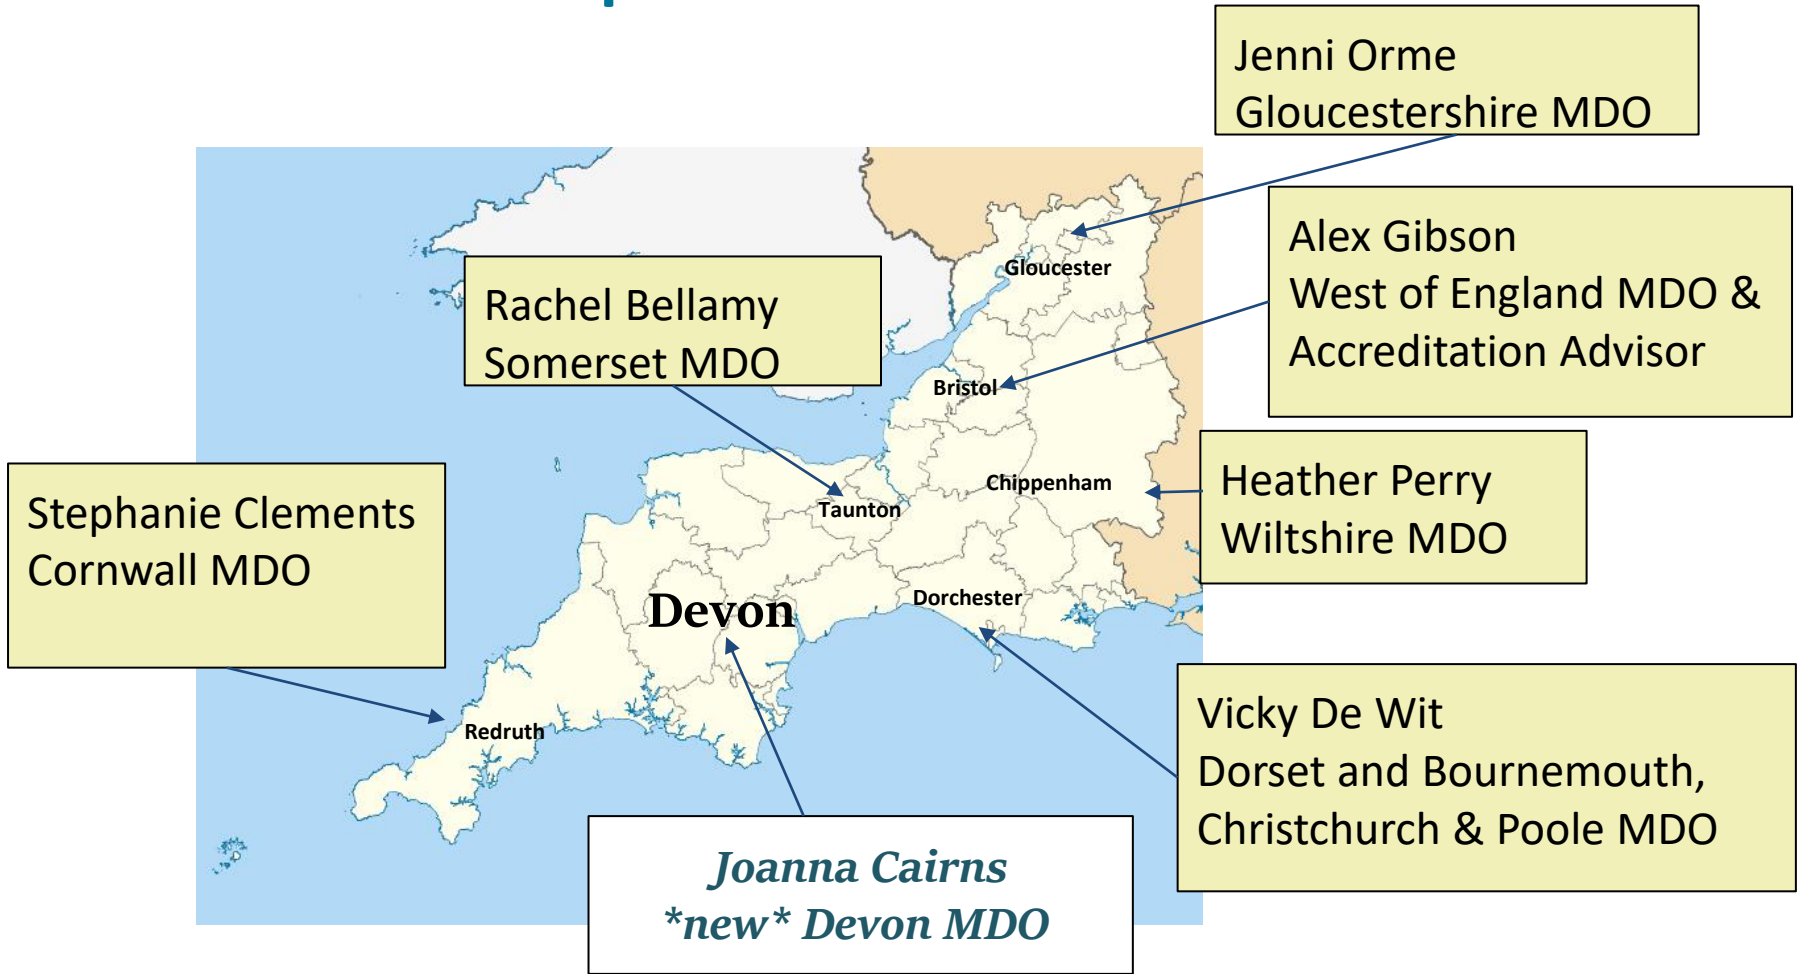 Jenni Orme
Gloucestershire MDO
Alex Gibson
West of England MDO &
Accreditation Advisor
Rachel Bellamy
Somerset MDO
Heather Perry
Wiltshire MDO
Stephanie Clements
Cornwall MDO
Vicky De Wit
Dorset and Bournemouth,
Christchurch & Poole MDO
Joanna Cairns
*new* Devon MDO
Gloucester
Bristol
Chippenham
Taunton
Dorchester
Devon
Redruth